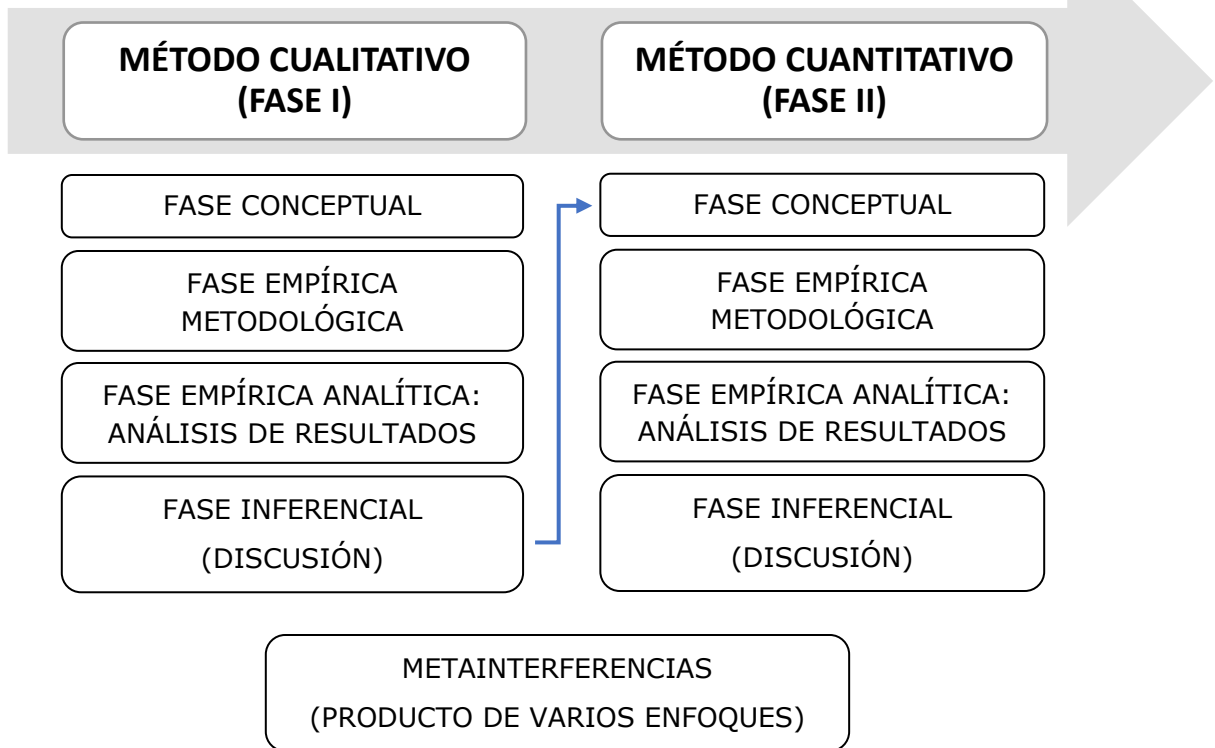 MÉTODO CUALITATIVO
(FASE I)
FASE CONCEPTUAL
FASE EMPÍRICA
METODOLÓGICA
FASE EMPÍRICA ANALÍTICA:
ANÁLISIS DE RESULTADOS
FASE INFERENCIAL
(DISCUSIÓN)
MÉTODO CUANTITATIVO
(FASE II)
FASE CONCEPTUAL
FASE EMPÍRICA
METODOLÓGICA
FASE EMPÍRICA ANALÍTICA:
ANÁLISIS DE RESULTADOS
FASE INFERENCIAL
(DISCUSIÓN)
METAINTERFERENCIAS
(PRODUCTO DE VARIOS ENFOQUES)